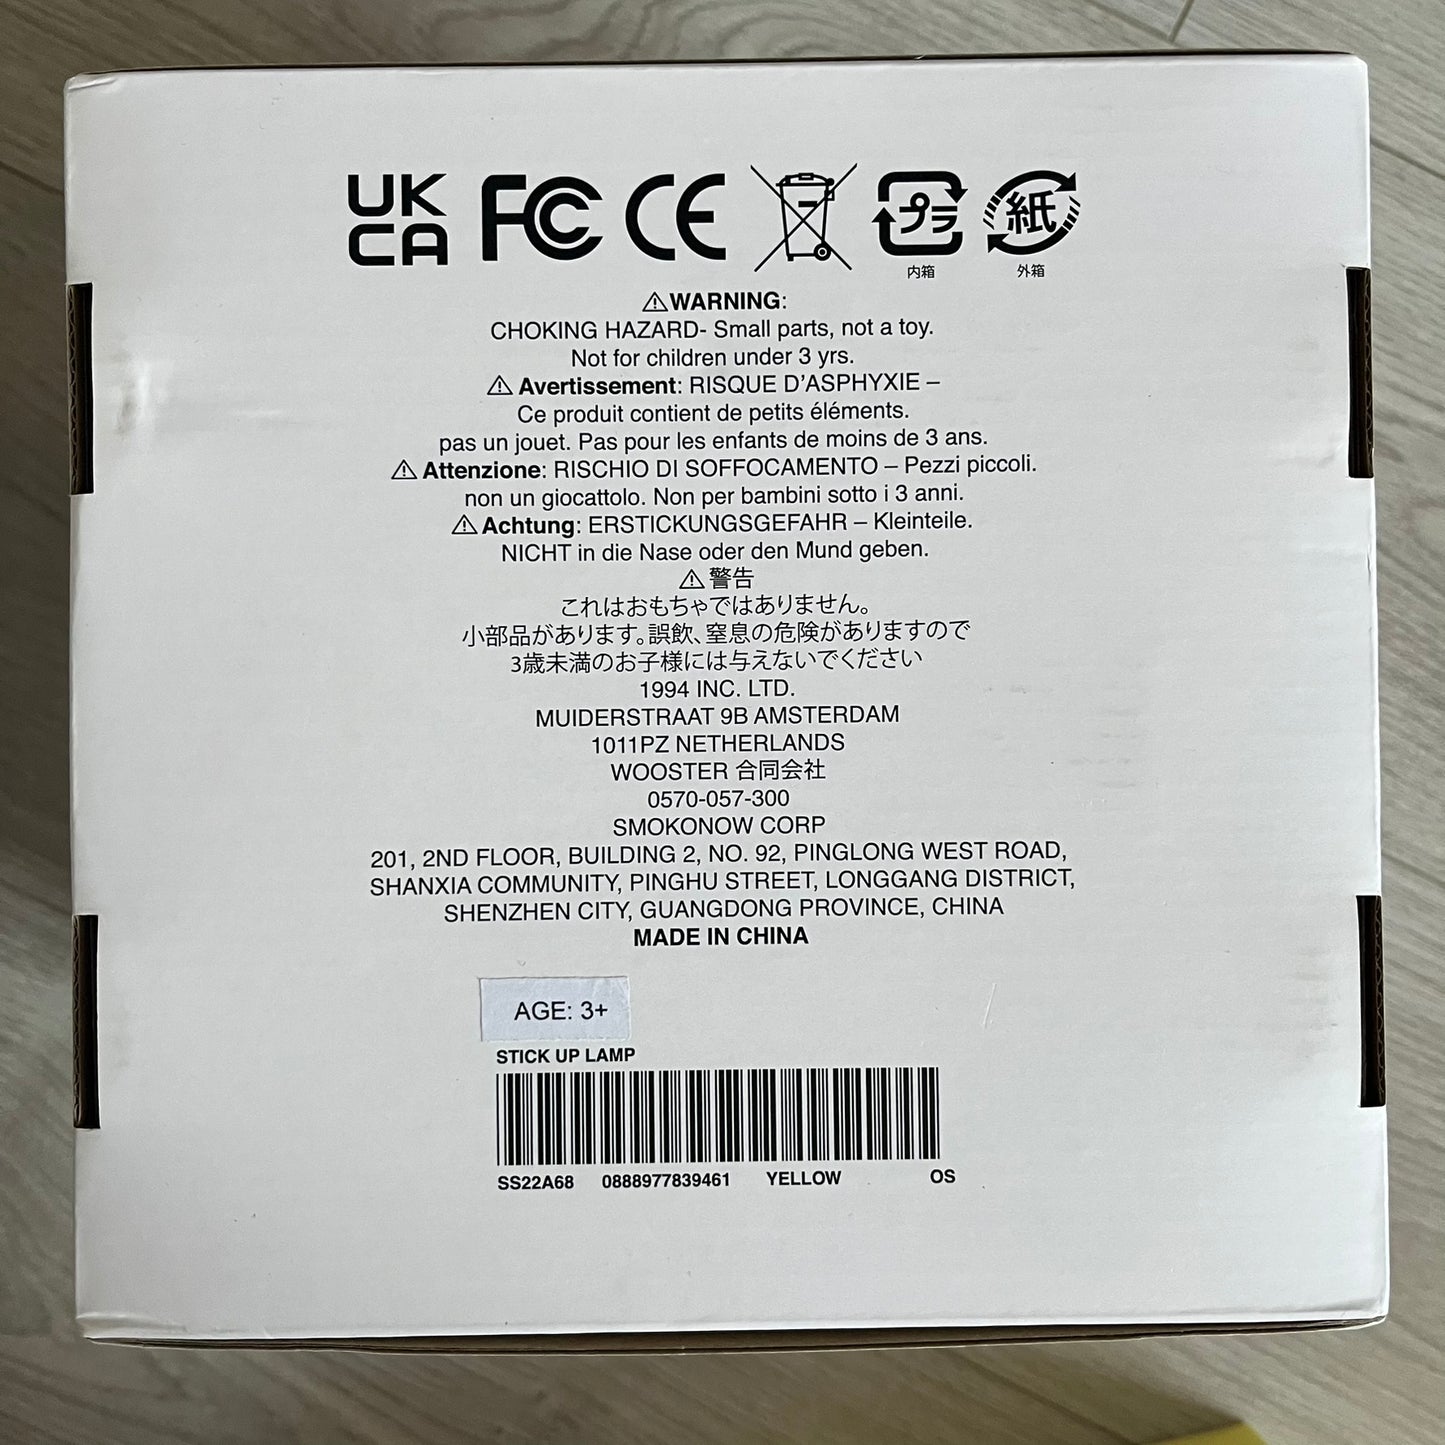 UK
CA
FC CE プラ 紙
内箱 外箱
⚠WARNING:
CHOKING HAZARD- Small parts, not a toy.
Not for children under 3 yrs.
⚠ Avertissement: RISQUE D'ASPHYXIE –
Ce produit contient de petits éléments.
pas un jouet. Pas pour les enfants de moins de 3 ans.
⚠ Attenzione: RISCHIO DI SOFFOCAMENTO – Pezzi piccoli.
non un giocattolo. Non per bambini sotto i 3 anni.
⚠ Achtung: ERSTICKUNGSGEFAHR – Kleinteile.
NICHT in die Nase oder den Mund geben.
⚠ 警告
これはおもちゃではありません。
小部品があります。誤飲、窒息の危険がありますので
3歳未満のお子様には与えないでください
1994 INC. LTD.
MUIDERSTRAAT 9B AMSTERDAM
1011PZ NETHERLANDS
WOOSTER 合同会社
0570-057-300
SMOKONOW CORP
201, 2ND FLOOR, BUILDING 2, NO. 92, PINGLONG WEST ROAD,
SHANXIA COMMUNITY, PINGHU STREET, LONGGANG DISTRICT,
SHENZHEN CITY, GUANGDONG PROVINCE, CHINA
MADE IN CHINA
AGE: 3+
STICK UP LAMP
SS22A68 0888977839461 YELLOW OS